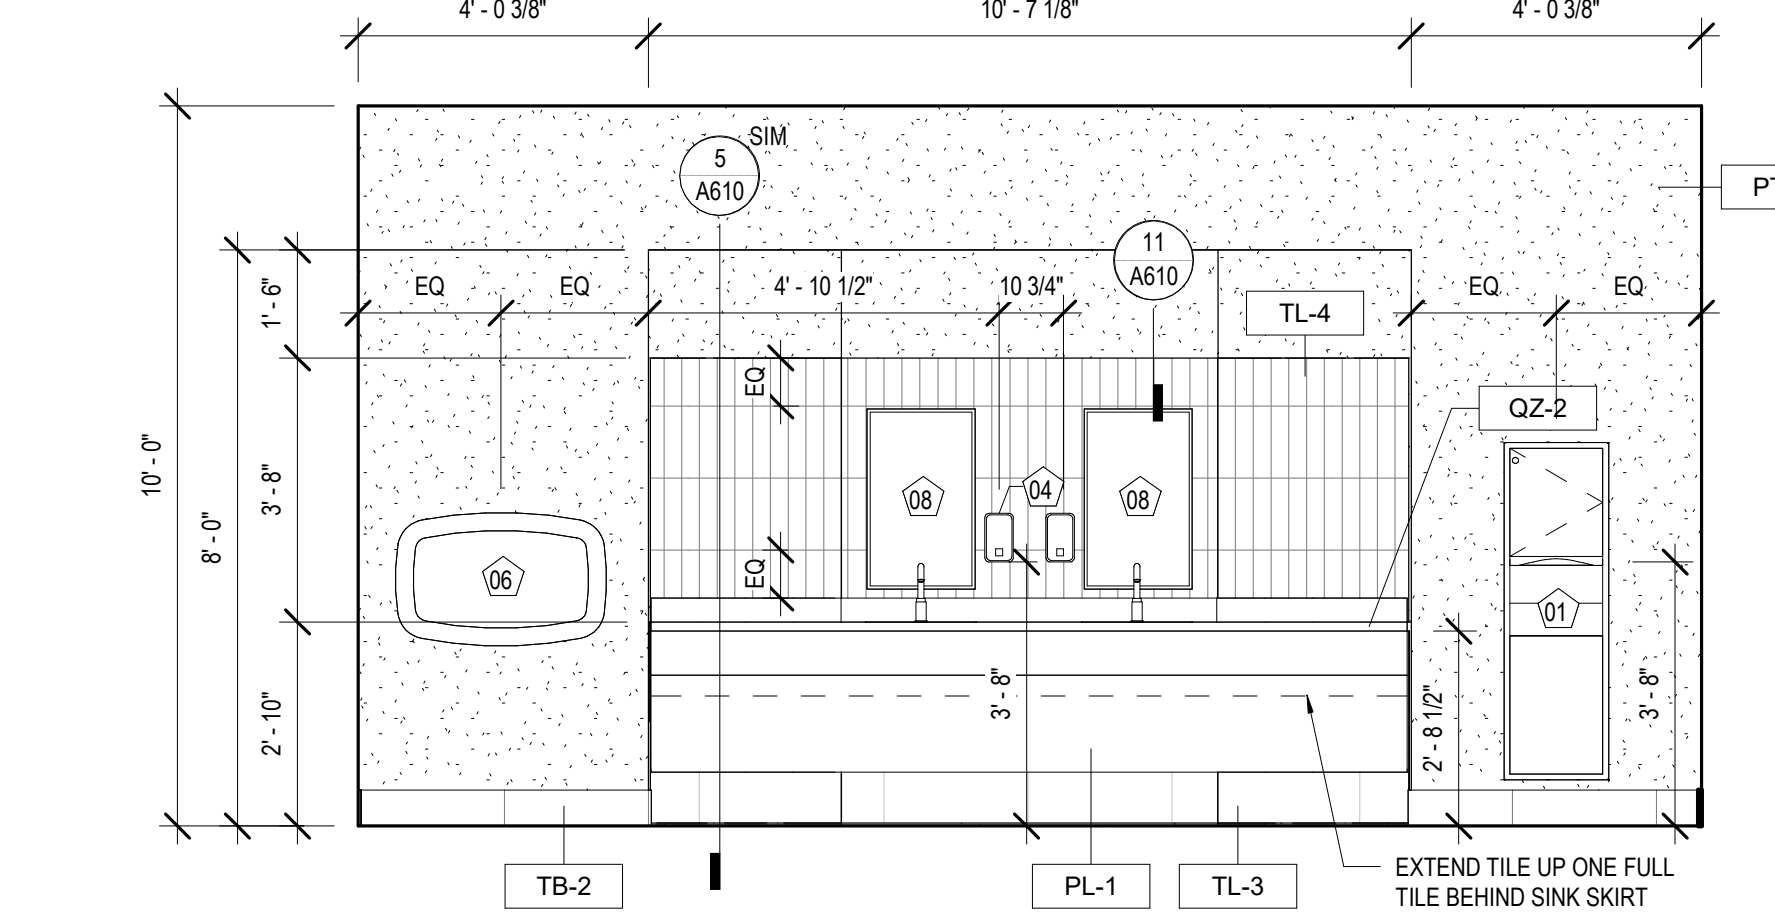 4' - 0 3/8"
10' - 7 1/8"
4' - 0 3/8"
SIM
5
A610
11
A610
EQ
EQ
4' - 10 1/2"
10 3/4"
TL-4
EQ
EQ
1' - 6"
EQ
QZ-2
10' - 0"
8' - 0"
3' - 8"
08
04
08
06
EQ
01
2' - 10"
3' - 8"
2' - 8 1/2"
3' - 8"
TB-2
PL-1
TL-3
EXTEND TILE UP ONE FULL
TILE BEHIND SINK SKIRT